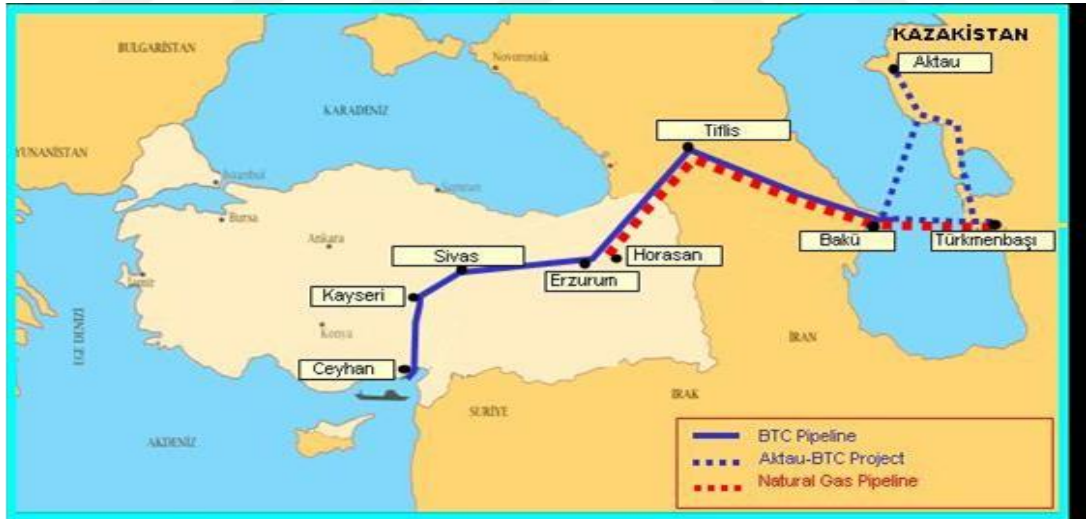 BULGARİSTAN
Novorossisk
KAZAKİSTAN
Aktau
KARADENİZ
Tiflis
YUNANİSTAN
İstanbul
Samsun
Bursa
Ankara
Sivas
Erzurum
Horasan
Bakü
Türkmenbaşı
İzmir
Kayseri
Konya
EGE DENİZİ
Ceyhan
İRAN
IRAK
SURİYE
AKDENİZ
BTC Pipeline
Aktau-BTC Project
Natural Gas Pipeline